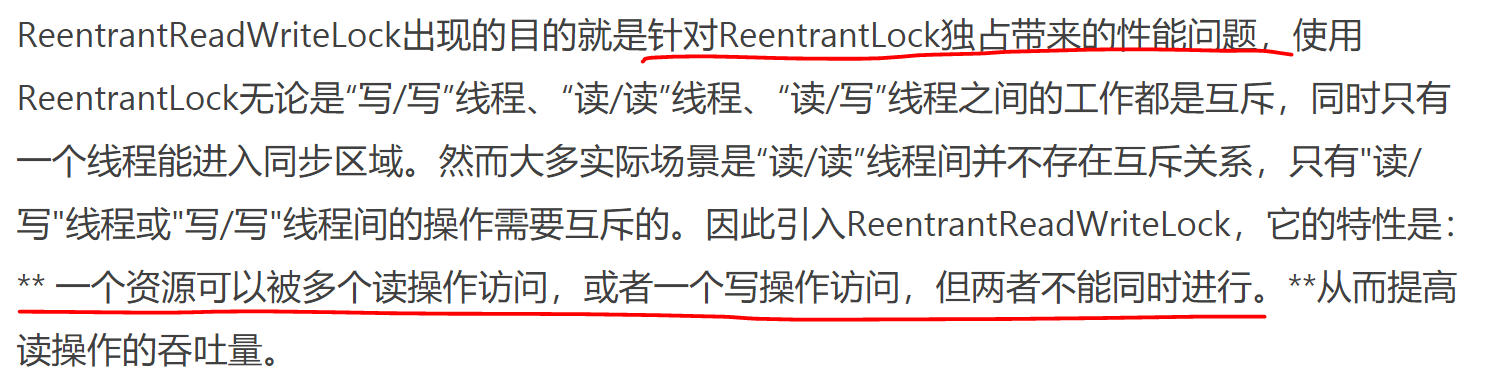 ReentrantReadWriteLock出现的目的就是针对ReentrantLock独占带来的性能问题，使用
ReentrantLock无论是“写/写”线程、“读/读”线程、“读/写”线程之间的工作都是互斥，同时只有
一个线程能进入同步区域。然而大多实际场景是“读/读”线程间并不存在互斥关系，只有"读/
写"线程或"写/写"线程间的操作需要互斥的。因此引入ReentrantReadWriteLock，它的特性是：
** 一个资源可以被多个读操作访问，或者一个写操作访问，但两者不能同时进行。**从而提高
读操作的吞吐量。